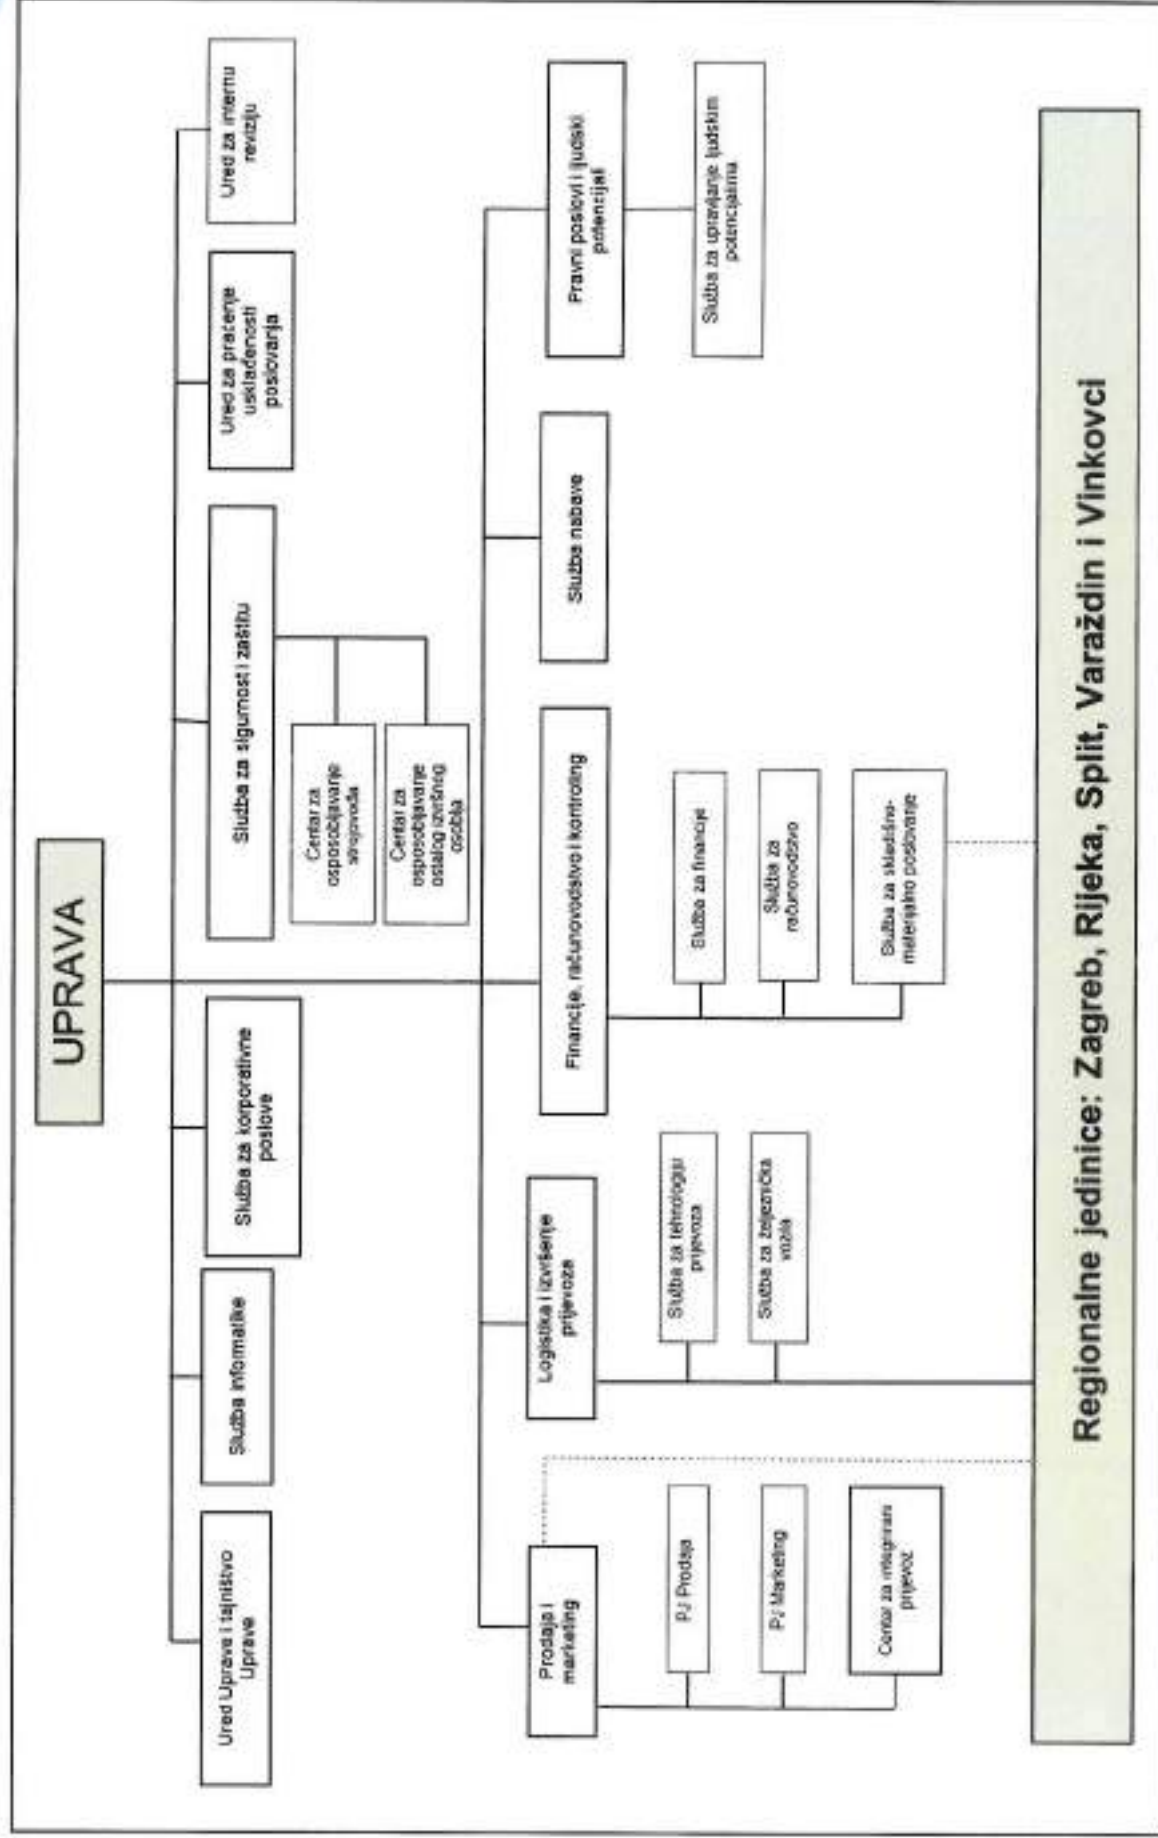 UPRAVA
Ured Uprave i tajništvo
Uprave
Služba informatike
Služba za korporativne
poslove
Služba za sigurnost i zaštitu
Ured za praćenje
usklađenosti
poslovanja
Ured za internu
reviziju
Centar za
osposobljavanje
strojovođa
Centar za
osposobljavanje
ostalog izvršnog
osoblja
Prodaja i
marketing
Logistika i izvršenje
prijevoza
Financije, računovodstvo i kontroling
Služba nabave
Pravni poslovi i ljudski
potencijali
PJ Prodaja
PJ Marketing
Centar za integrirani
prijevoz
Služba za tehnologiju
prijevoza
Služba za željeznička
vozila
Služba za financije
Služba za
računovodstvo
Služba za skladišno-
materijalno poslovanje
Služba za upravljanje ljudskim
potencijalima
Regionalne jedinice: Zagreb, Rijeka, Split, Varaždin i Vinkovci